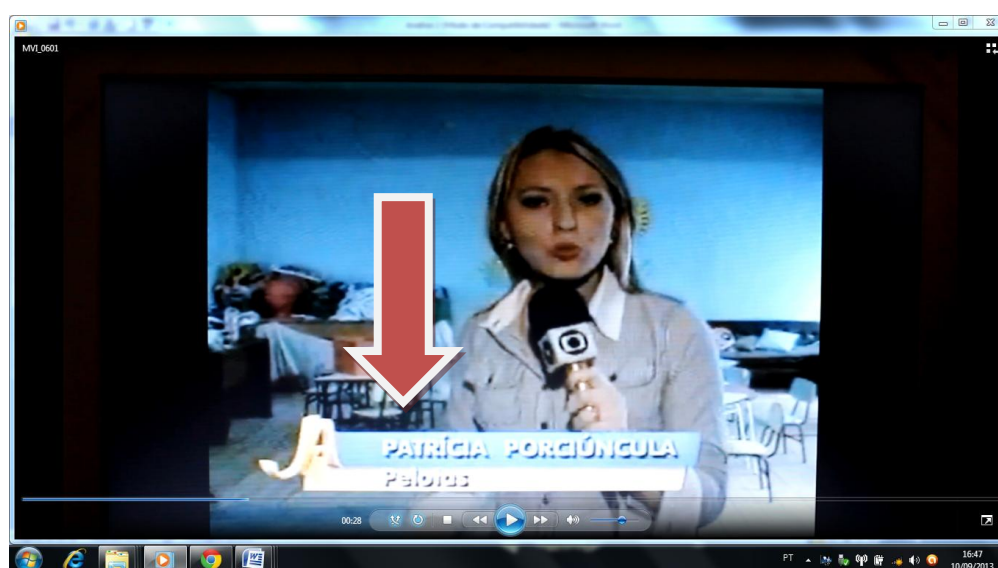 MVI_0601
PATRÍCIA PORCIÚNCULA
Pelotas
00:28
PT
16:47
10/09/2013